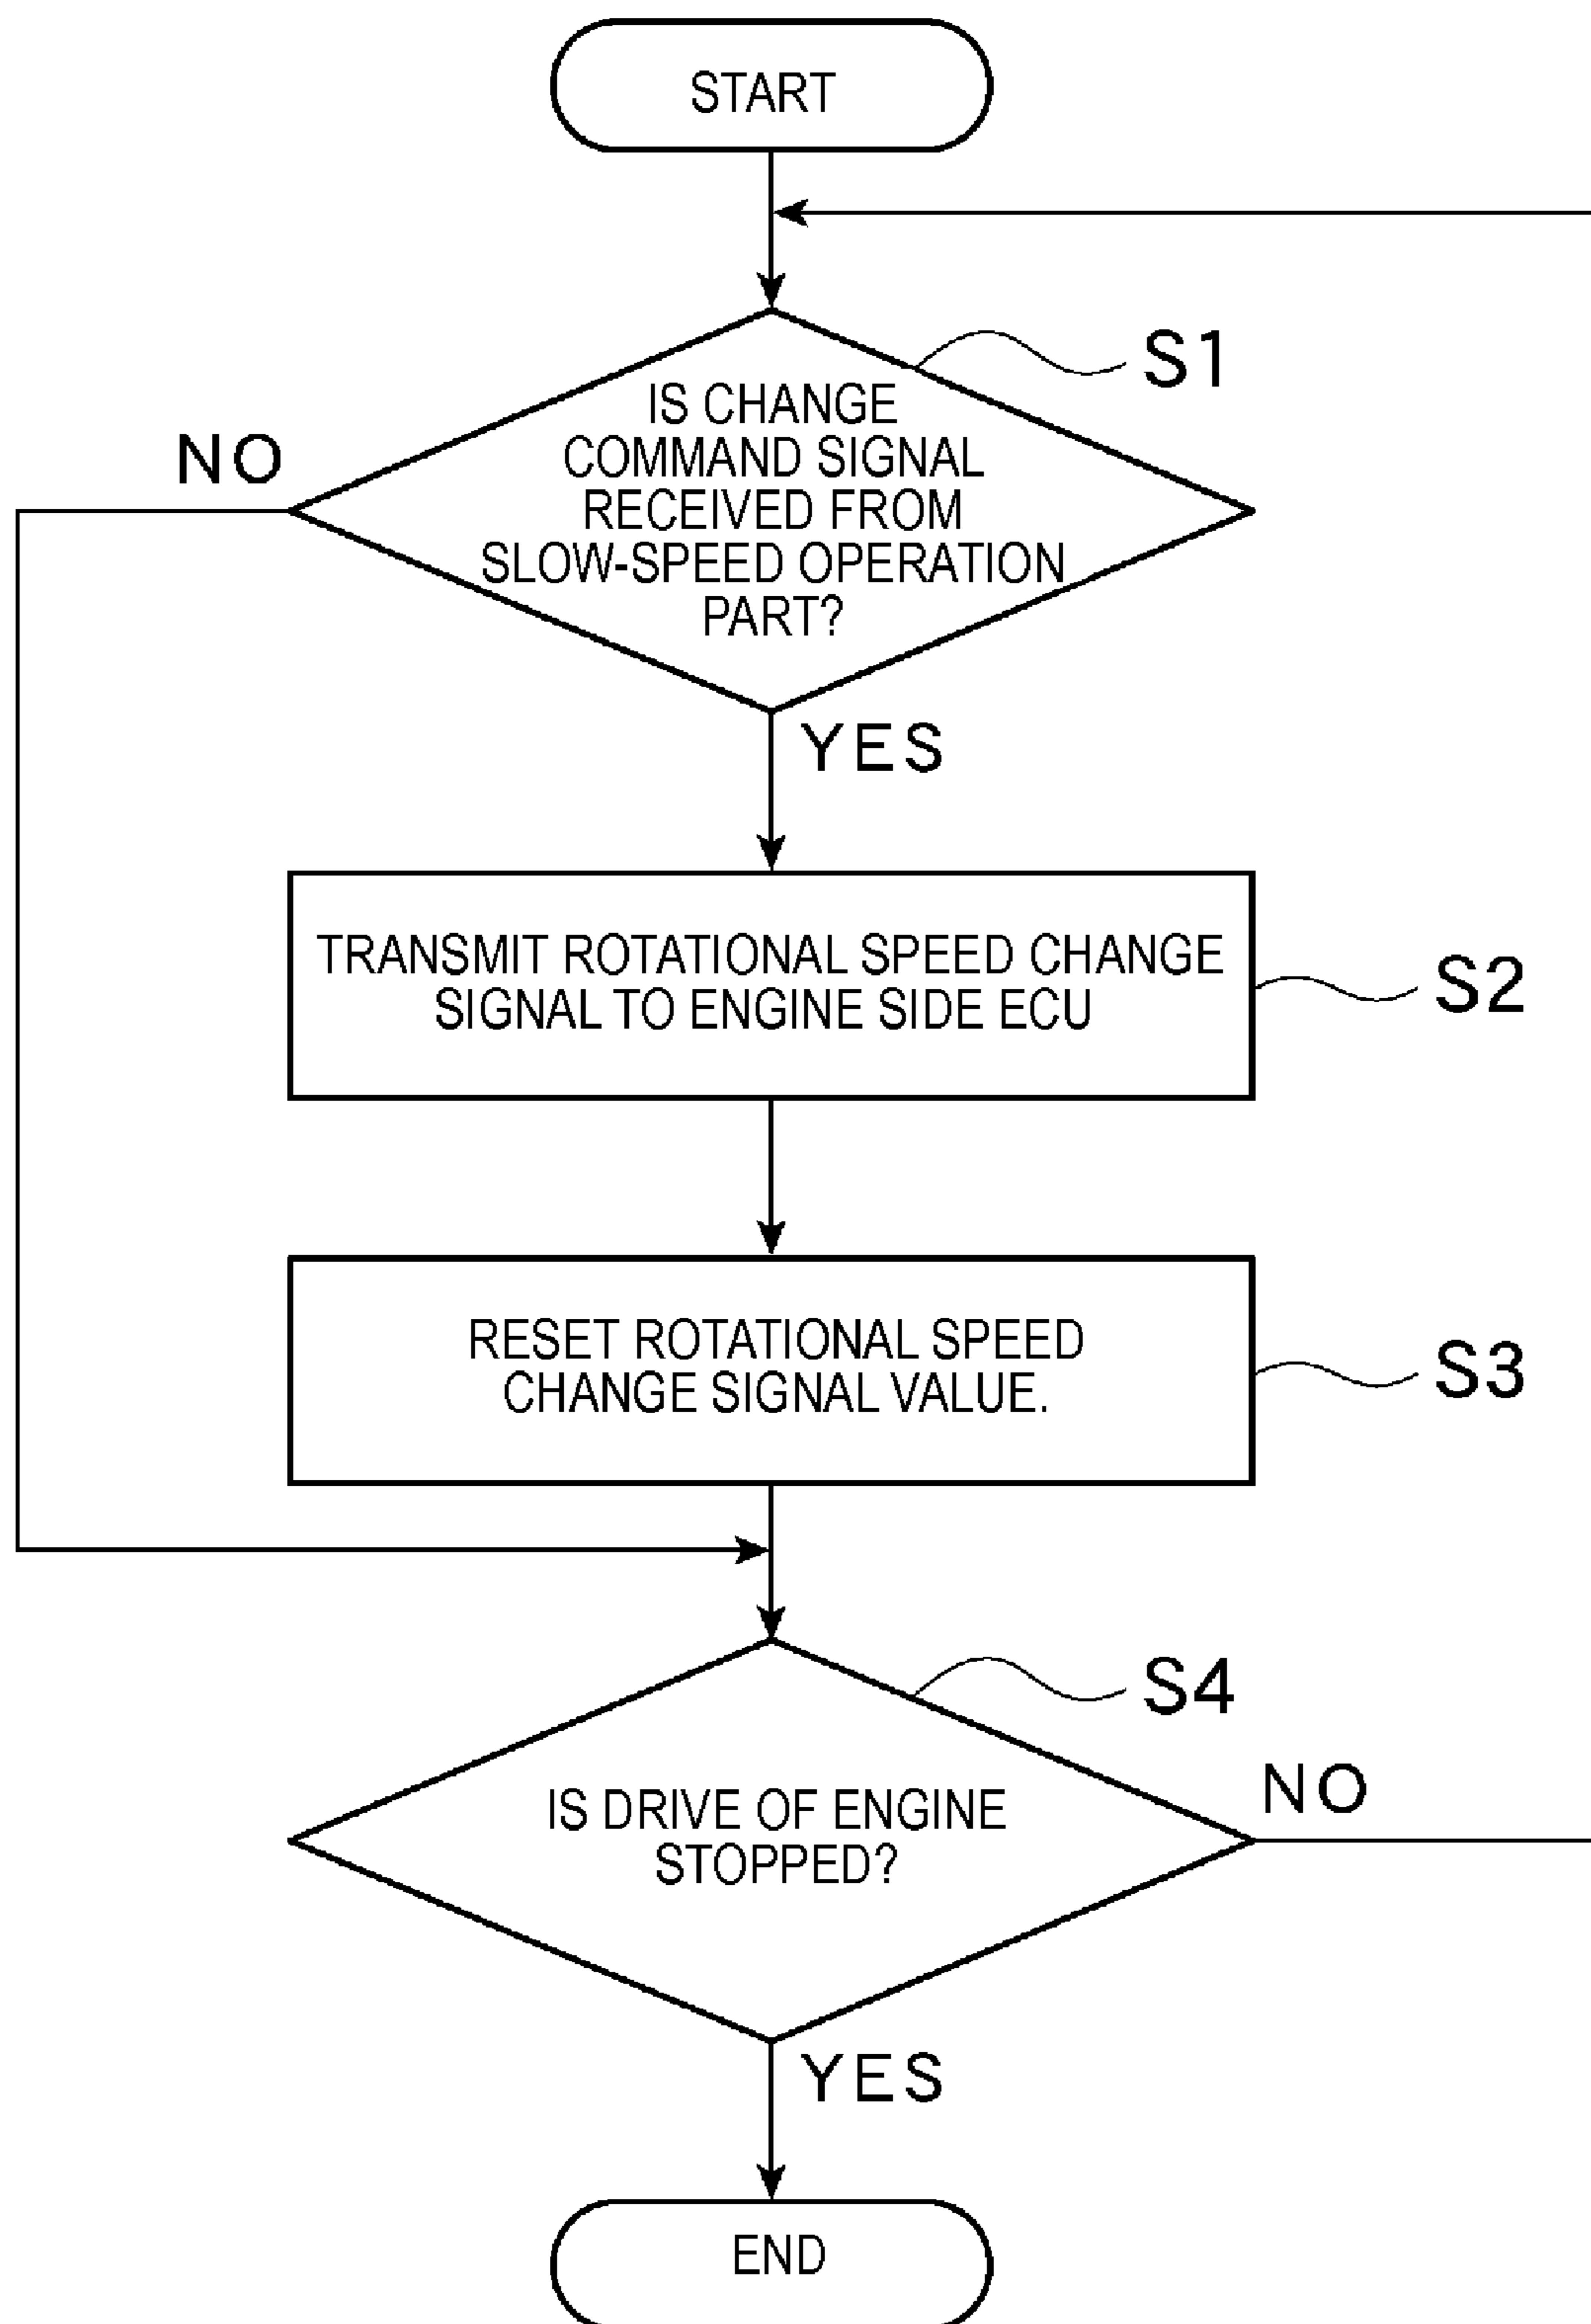 START
S1
IS CHANGE
COMMAND SIGNAL
RECEIVED FROM
SLOW-SPEED OPERATION
PART?
NO
YES
TRANSMIT ROTATIONAL SPEED CHANGE
SIGNAL TO ENGINE SIDE ECU
S2
RESET ROTATIONAL SPEED
CHANGE SIGNAL VALUE.
S3
S4
IS DRIVE OF ENGINE
STOPPED?
NO
YES
END